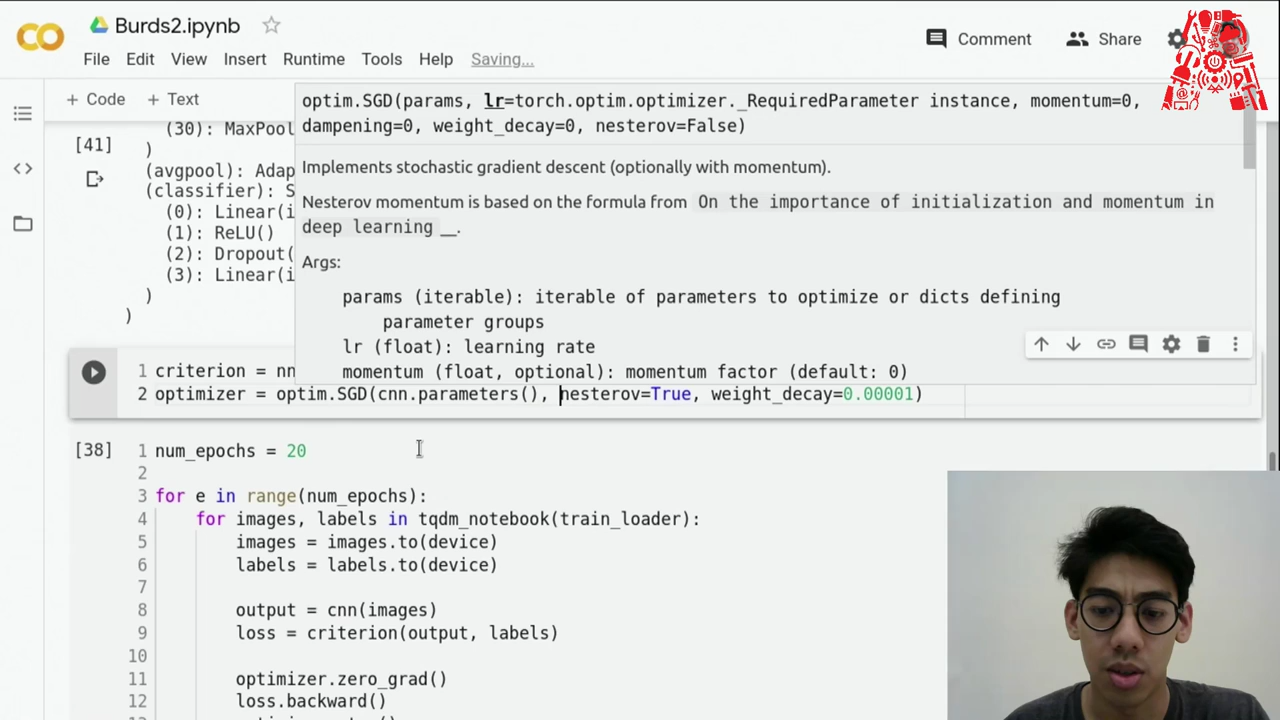 Burds2.ipynb
Comment
Share
File Edit View Insert Runtime Tools Help Saving...
+ Code + Text
optim.SGD(params, lr=torch.optim.optimizer._RequiredParameter instance, momentum=0,
dampening=0, weight_decay=0, nesterov=False)
Implements stochastic gradient descent (optionally with momentum).
Nesterov momentum is based on the formula from On the importance of initialization and momentum in
deep learning __.
Args:
params (iterable): iterable of parameters to optimize or dicts defining
parameter groups
lr (float): learning rate
momentum (float, optional): momentum factor (default: 0)
(30): MaxPool
[41] )
(avgpool): Adap
(classifier): S
(0): Linear(i
(1): ReLU()
(2): Dropout(
(3): Linear(i
)
)
1 criterion = nn
2 optimizer = optim.SGD(cnn.parameters(), nesterov=True, weight_decay=0.00001)
[38] 1 num_epochs = 20
2
3 for e in range(num_epochs):
4 for images, labels in tqdm_notebook(train_loader):
5 images = images.to(device)
6 labels = labels.to(device)
7
8 output = cnn(images)
9 loss = criterion(output, labels)
10
11 optimizer.zero_grad()
12 loss.backward()